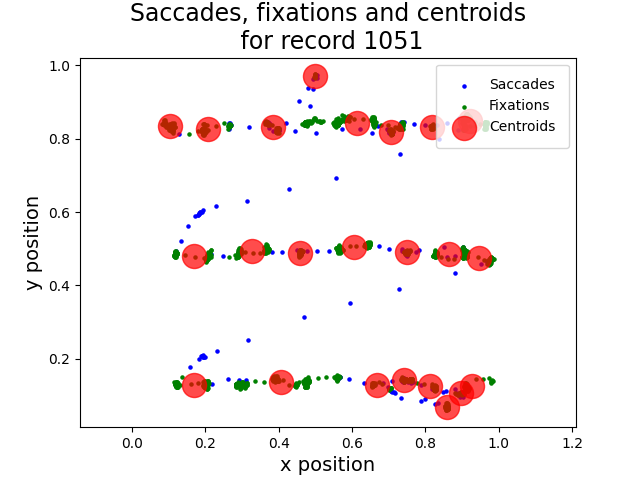 Saccades, fixations and centroids
for record 1051
Saccades
Fixations
Centroids
1.0
0.8
0.6
0.4
0.2
y position
0.0
0.2
0.4
0.6
0.8
1.0
1.2
x position